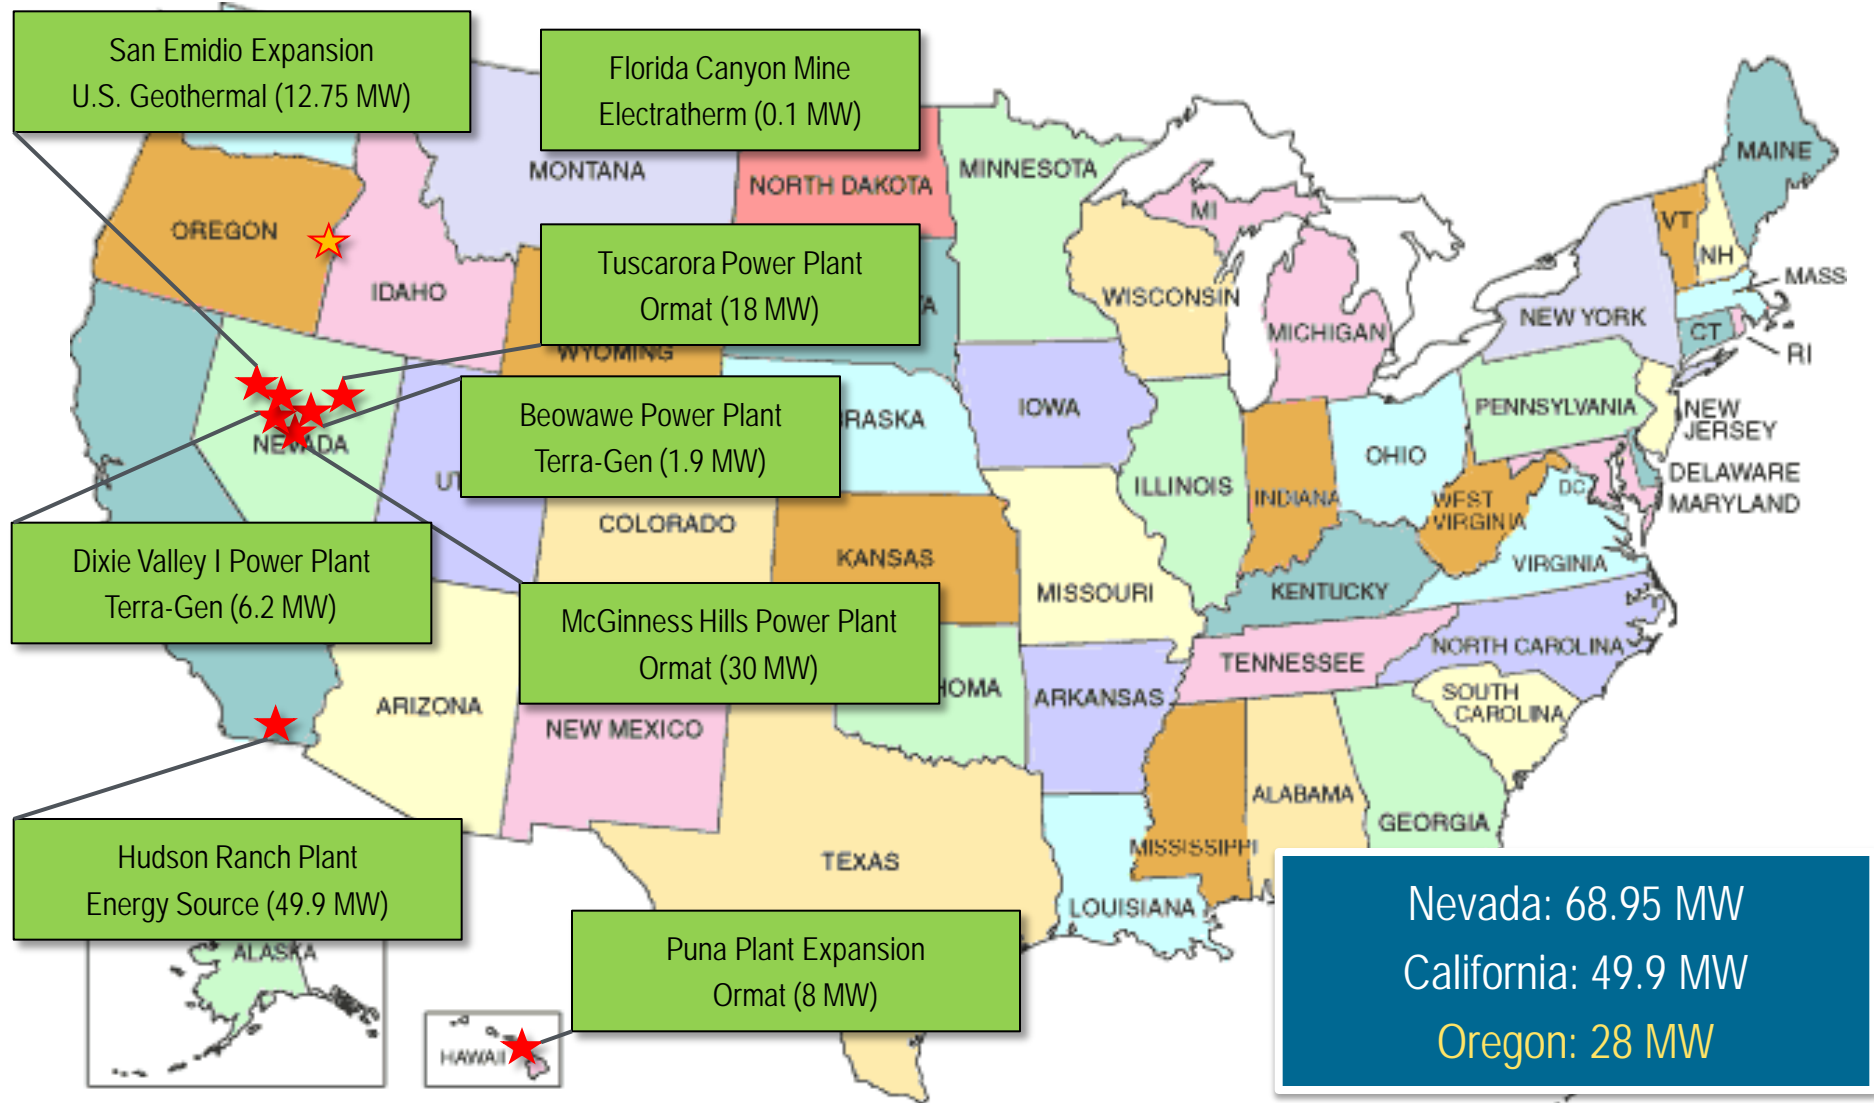 San Emidio Expansion
U.S. Geothermal (12.75 MW)
Florida Canyon Mine
Electratherm (0.1 MW)
Tuscarora Power Plant
Ormat (18 MW)
Beowawe Power Plant
Terra-Gen (1.9 MW)
Dixie Valley I Power Plant
Terra-Gen (6.2 MW)
McGinness Hills Power Plant
Ormat (30 MW)
Hudson Ranch Plant
Energy Source (49.9 MW)
Puna Plant Expansion
Ormat (8 MW)
Nevada: 68.95 MW
California: 49.9 MW
Oregon: 28 MW
MONTANA
NORTH DAKOTA
MINNESOTA
MAINE
OREGON
IDAHO
WYOMING
MI
VT
NH
MASS
WISCONSIN
MICHIGAN
NEW YORK
CT
RI
NEVADA
IOWA
PENNSYLVANIA
NEW
JERSEY
OHIO
ILLINOIS
INDIANA
WEST
VIRGINIA
DC
DELAWARE
MARYLAND
COLORADO
KANSAS
MISSOURI
KENTUCKY
VIRGINIA
NORTH CAROLINA
TENNESSEE
ARIZONA
NEW MEXICO
ARKANSAS
SOUTH
CAROLINA
ALABAMA
GEORGIA
MISSISSIPPI
TEXAS
LOUISIANA
ALASKA
HAWAII